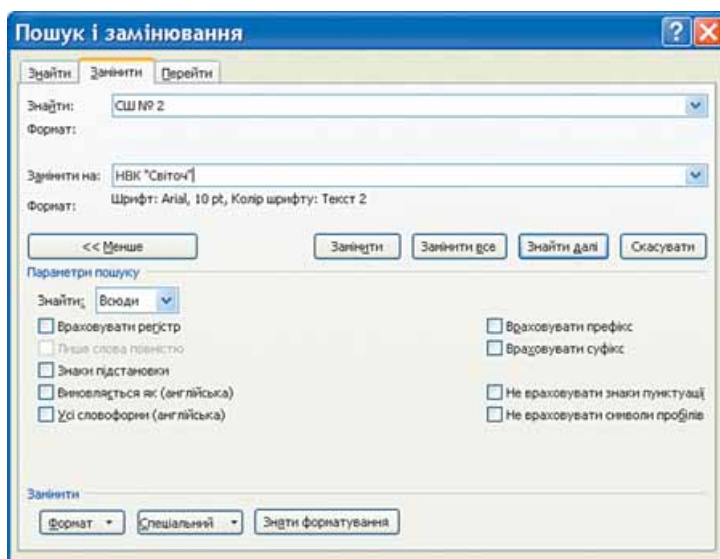 Пошук і замінювання
Знайти Замінити Перейти
Знайти: СШ № 2
Формат:
Замінити на: НВК "Світоч"
Формат: Шрифт: Arial, 10 pt, Колір шрифту: Текст 2
<< Менше Замінити Замінити все Знайти далі Скасувати
Параметри пошуку
Знайти: Всюди
Враховувати регістр Враховувати префікс
Лише слова повністю Враховувати суфікс
Знаки підстановки
Вимовляється як (англійська) Не враховувати знаки пунктуації
Усі словоформи (англійська) Не враховувати символи пробілів
Замінити
Формат Спеціальний Зняти форматування